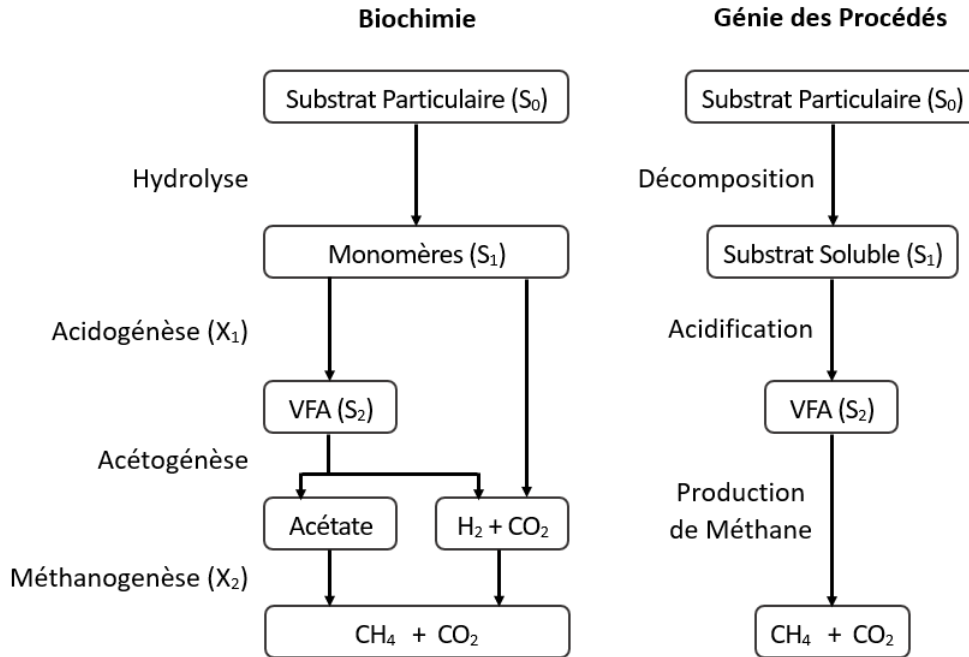 Biochimie
Substrat Particulaire (S₀)
Hydrolyse
Monomères (S₁)
Acidogénèse (X₁)
VFA (S₂)
Acétogénèse
Acétate
H₂ + CO₂
Méthanogenèse (X₂)
CH₄ + CO₂
Génie des Procédés
Substrat Particulaire (S₀)
Décomposition
Substrat Soluble (S₁)
Acidification
VFA (S₂)
Production
de Méthane
CH₄ + CO₂